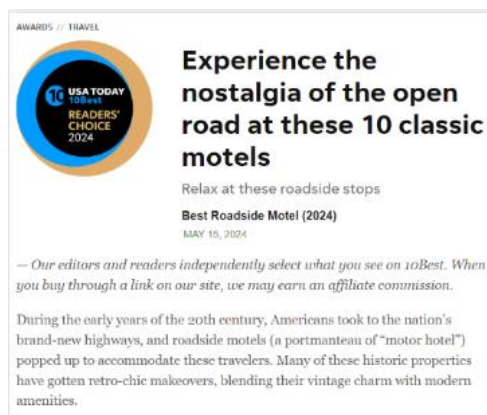 AWARDS // TRAVEL
10 USA TODAY
10Best
READERS'
CHOICE
2024
Experience the
nostalgia of the open
road at these 10 classic
motels
Relax at these roadside stops
Best Roadside Motel (2024)
MAY 15, 2024
— Our editors and readers independently select what you see on 10Best. When
you buy through a link on our site, we may earn an affiliate commission.
During the early years of the 20th century, Americans took to the nation's
brand-new highways, and roadside motels (a portmanteau of “motor hotel”)
popped up to accommodate these travelers. Many of these historic properties
have gotten retro-chic makeovers, blending their vintage charm with modern
amenities.